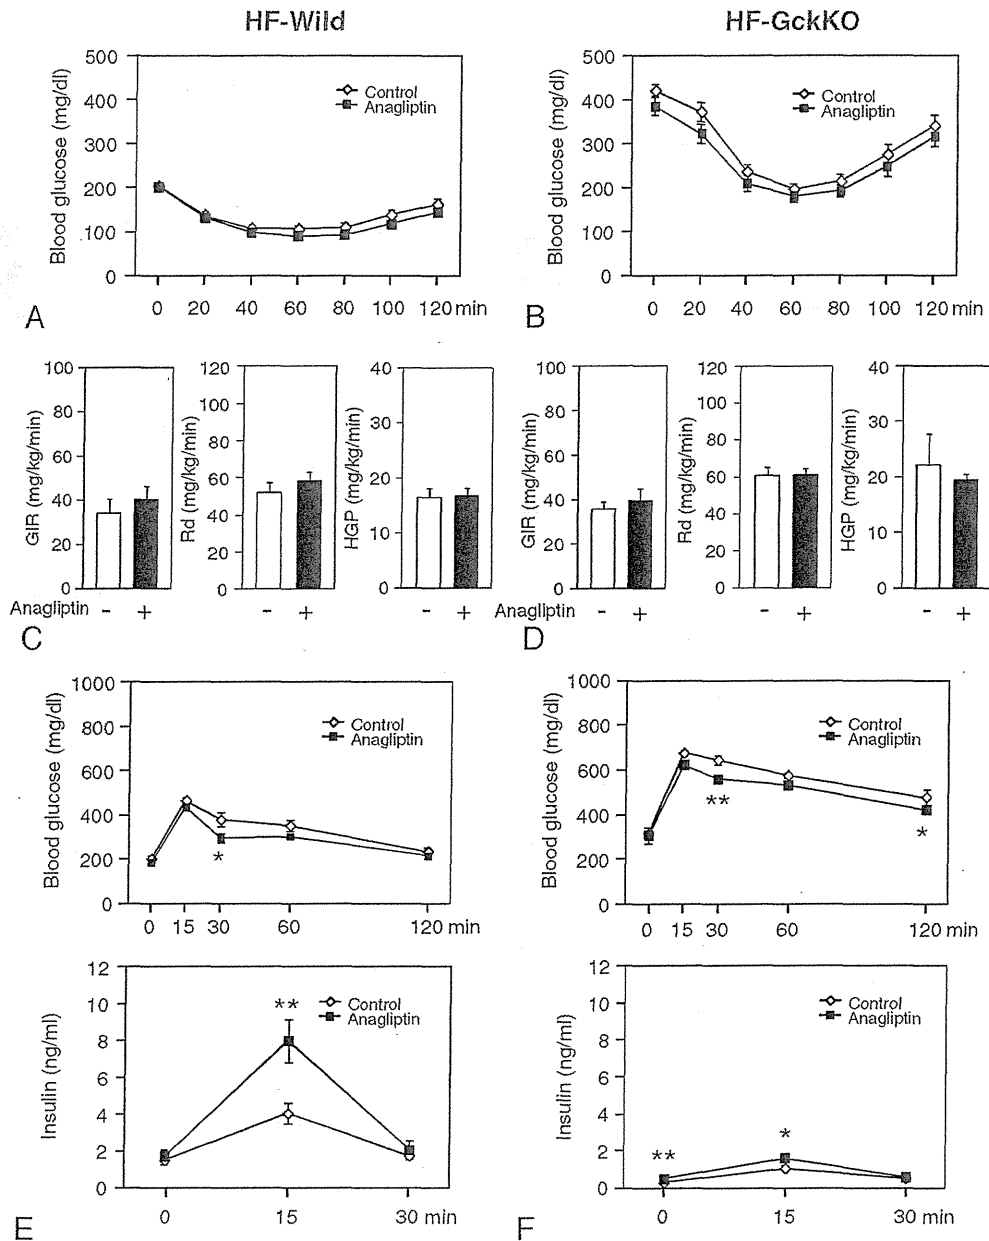 HF-Wild
HF-GckKO
Blood glucose (mg/dl)
500
400
300
200
100
0
Control
Anagliptin
0 20 40 60 80 100 120 min
A
Blood glucose (mg/dl)
500
400
300
200
100
0
Control
Anagliptin
0 20 40 60 80 100 120 min
B
GIR (mg/kg/min)
100
80
60
40
20
0
Rd (mg/kg/min)
120
100
80
60
40
20
0
HGP (mg/kg/min)
40
30
20
10
0
Anagliptin - + - + - +
C
GIR (mg/kg/min)
100
80
60
40
20
0
Rd (mg/kg/min)
120
100
80
60
40
20
0
HGP (mg/kg/min)
40
30
20
10
0
Anagliptin - + - + - +
D
Blood glucose (mg/dl)
1000
800
600
400
200
0
Control
Anagliptin
*
0 15 30 60 120 min
Blood glucose (mg/dl)
1000
800
600
400
200
0
Control
Anagliptin
**
*
0 15 30 60 120 min
Insulin (ng/ml)
12
10
8
6
4
2
0
**
Control
Anagliptin
0 15 30 min
E
Insulin (ng/ml)
12
10
8
6
4
2
0
Control
Anagliptin
**
*
0 15 30 min
F